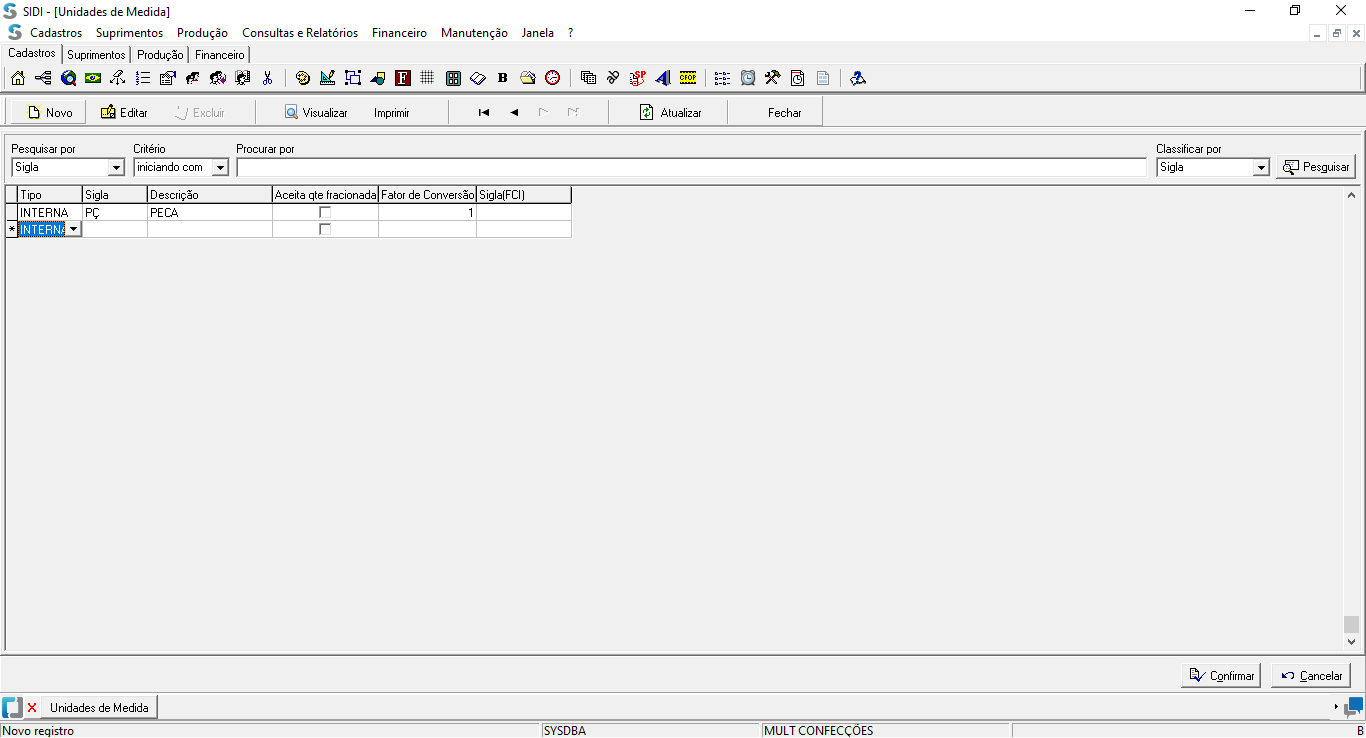 SIDI - [Unidades de Medida]
Cadastros Suprimentos Produção Consultas e Relatórios Financeiro Manutenção Janela ?
Cadastros Suprimentos Produção Financeiro
F B SP CFOP
Novo Editar Excluir Visualizar Imprimir Atualizar Fechar
Pesquisar por Critério Procurar por Classificar por
Sigla iniciando com Sigla Pesquisar
Tipo Sigla Descrição Aceita qte fracionada Fator de Conversão Sigla(FCI)
INTERNA PÇ PECA 1
* INTERNA
Confirmar Cancelar
Unidades de Medida
Novo registro SYSDBA MULT CONFECÇÕES B